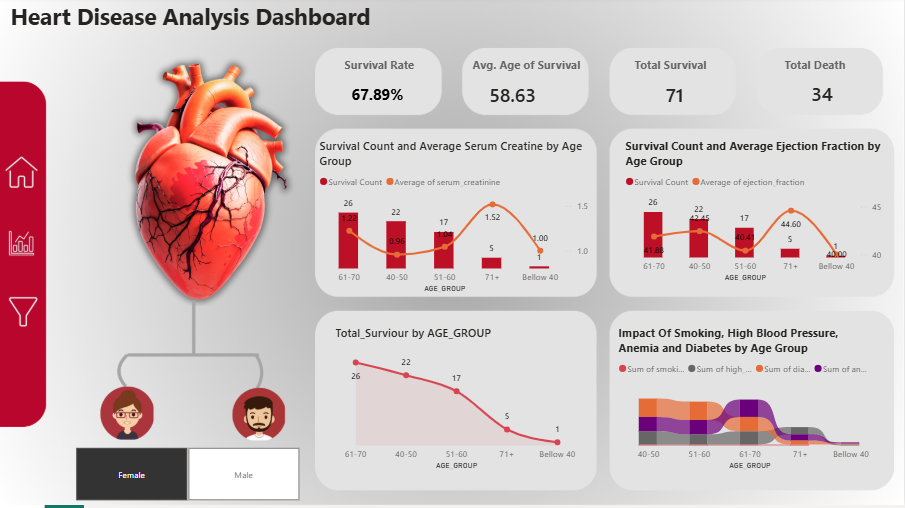 Heart Disease Analysis Dashboard
Survival Rate
67.89%
Avg. Age of Survival
58.63
Total Survival
71
Total Death
34
Survival Count and Average Serum Creatine by Age
Group
Survival Count Average of serum_creatinine
26
1.22
22
0.96
17
1.04
1.52
5
1.00
1
1.5
1.0
61-70 40-50 51-60 71+ Bellow 40
AGE_GROUP
Survival Count and Average Ejection Fraction by
Age Group
Survival Count Average of ejection_fraction
26
41.88
22
42.45
17
40.41
44.60
5
1
40.00
45
40
61-70 40-50 51-60 71+ Bellow 40
AGE_GROUP
Total_Surviour by AGE_GROUP
26
22
17
5
1
61-70 40-50 51-60 71+ Bellow 40
AGE_GROUP
Impact Of Smoking, High Blood Pressure,
Anemia and Diabetes by Age Group
Sum of smoki... Sum of high_... Sum of dia... Sum of an...
40-50 51-60 61-70 71+ Bellow 40
AGE_GROUP
Female
Male